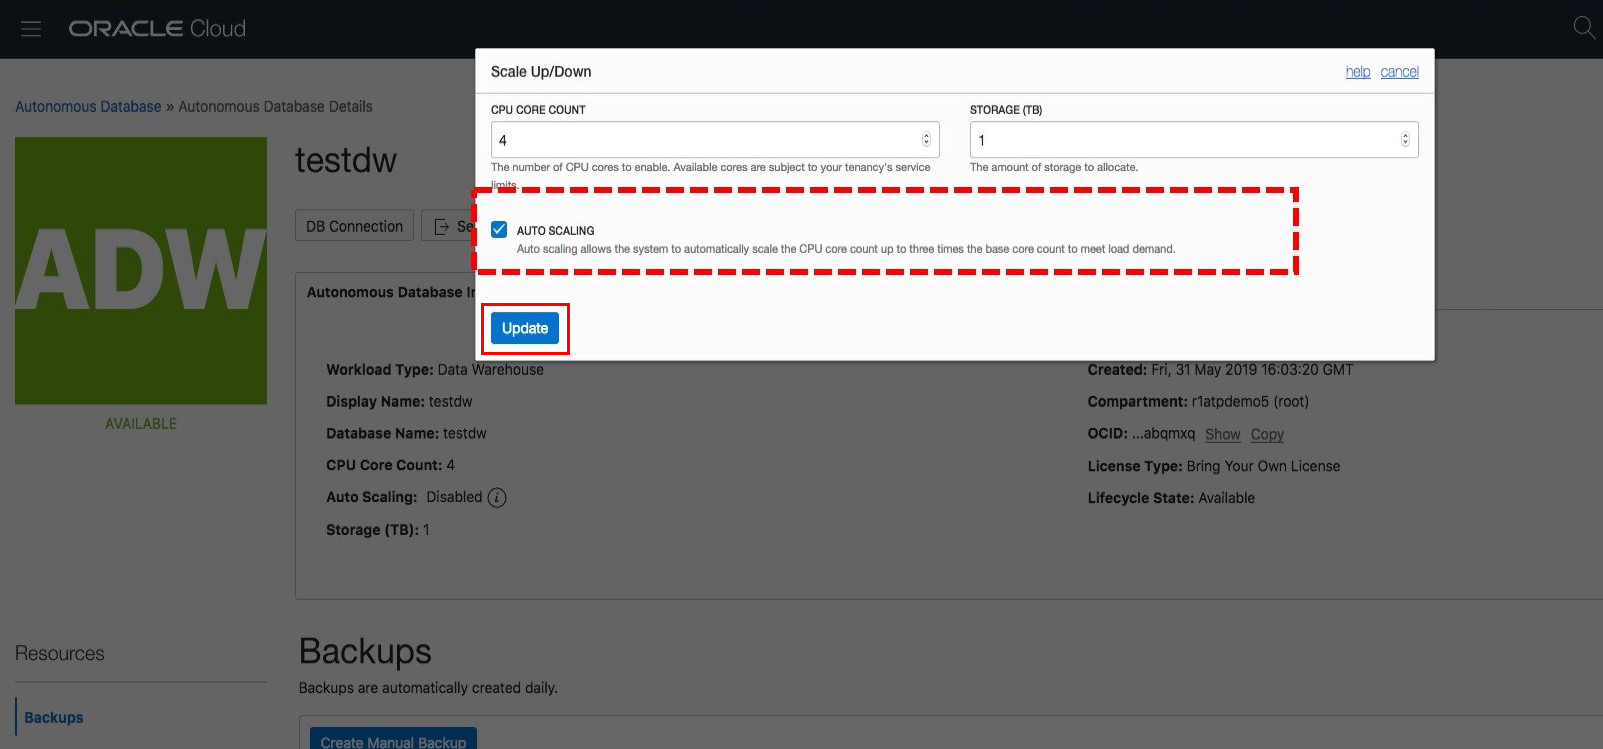 ORACLE Cloud
Scale Up/Down
help cancel
CPU CORE COUNT
4
The number of CPU cores to enable. Available cores are subject to your tenancy's service
limits.
STORAGE (TB)
1
The amount of storage to allocate.
AUTO SCALING
Auto scaling allows the system to automatically scale the CPU core count up to three times the base core count to meet load demand.
Update
Autonomous Database » Autonomous Database Details
ADW
AVAILABLE
testdw
DB Connection
Se
Autonomous Database In
Workload Type: Data Warehouse
Display Name: testdw
Database Name: testdw
CPU Core Count: 4
Auto Scaling: Disabled i
Storage (TB): 1
Created: Fri, 31 May 2019 16:03:20 GMT
Compartment: r1atpdemo5 (root)
OCID: ...abqmxq Show Copy
License Type: Bring Your Own License
Lifecycle State: Available
Resources
Backups
Backups
Backups are automatically created daily.
Create Manual Backup